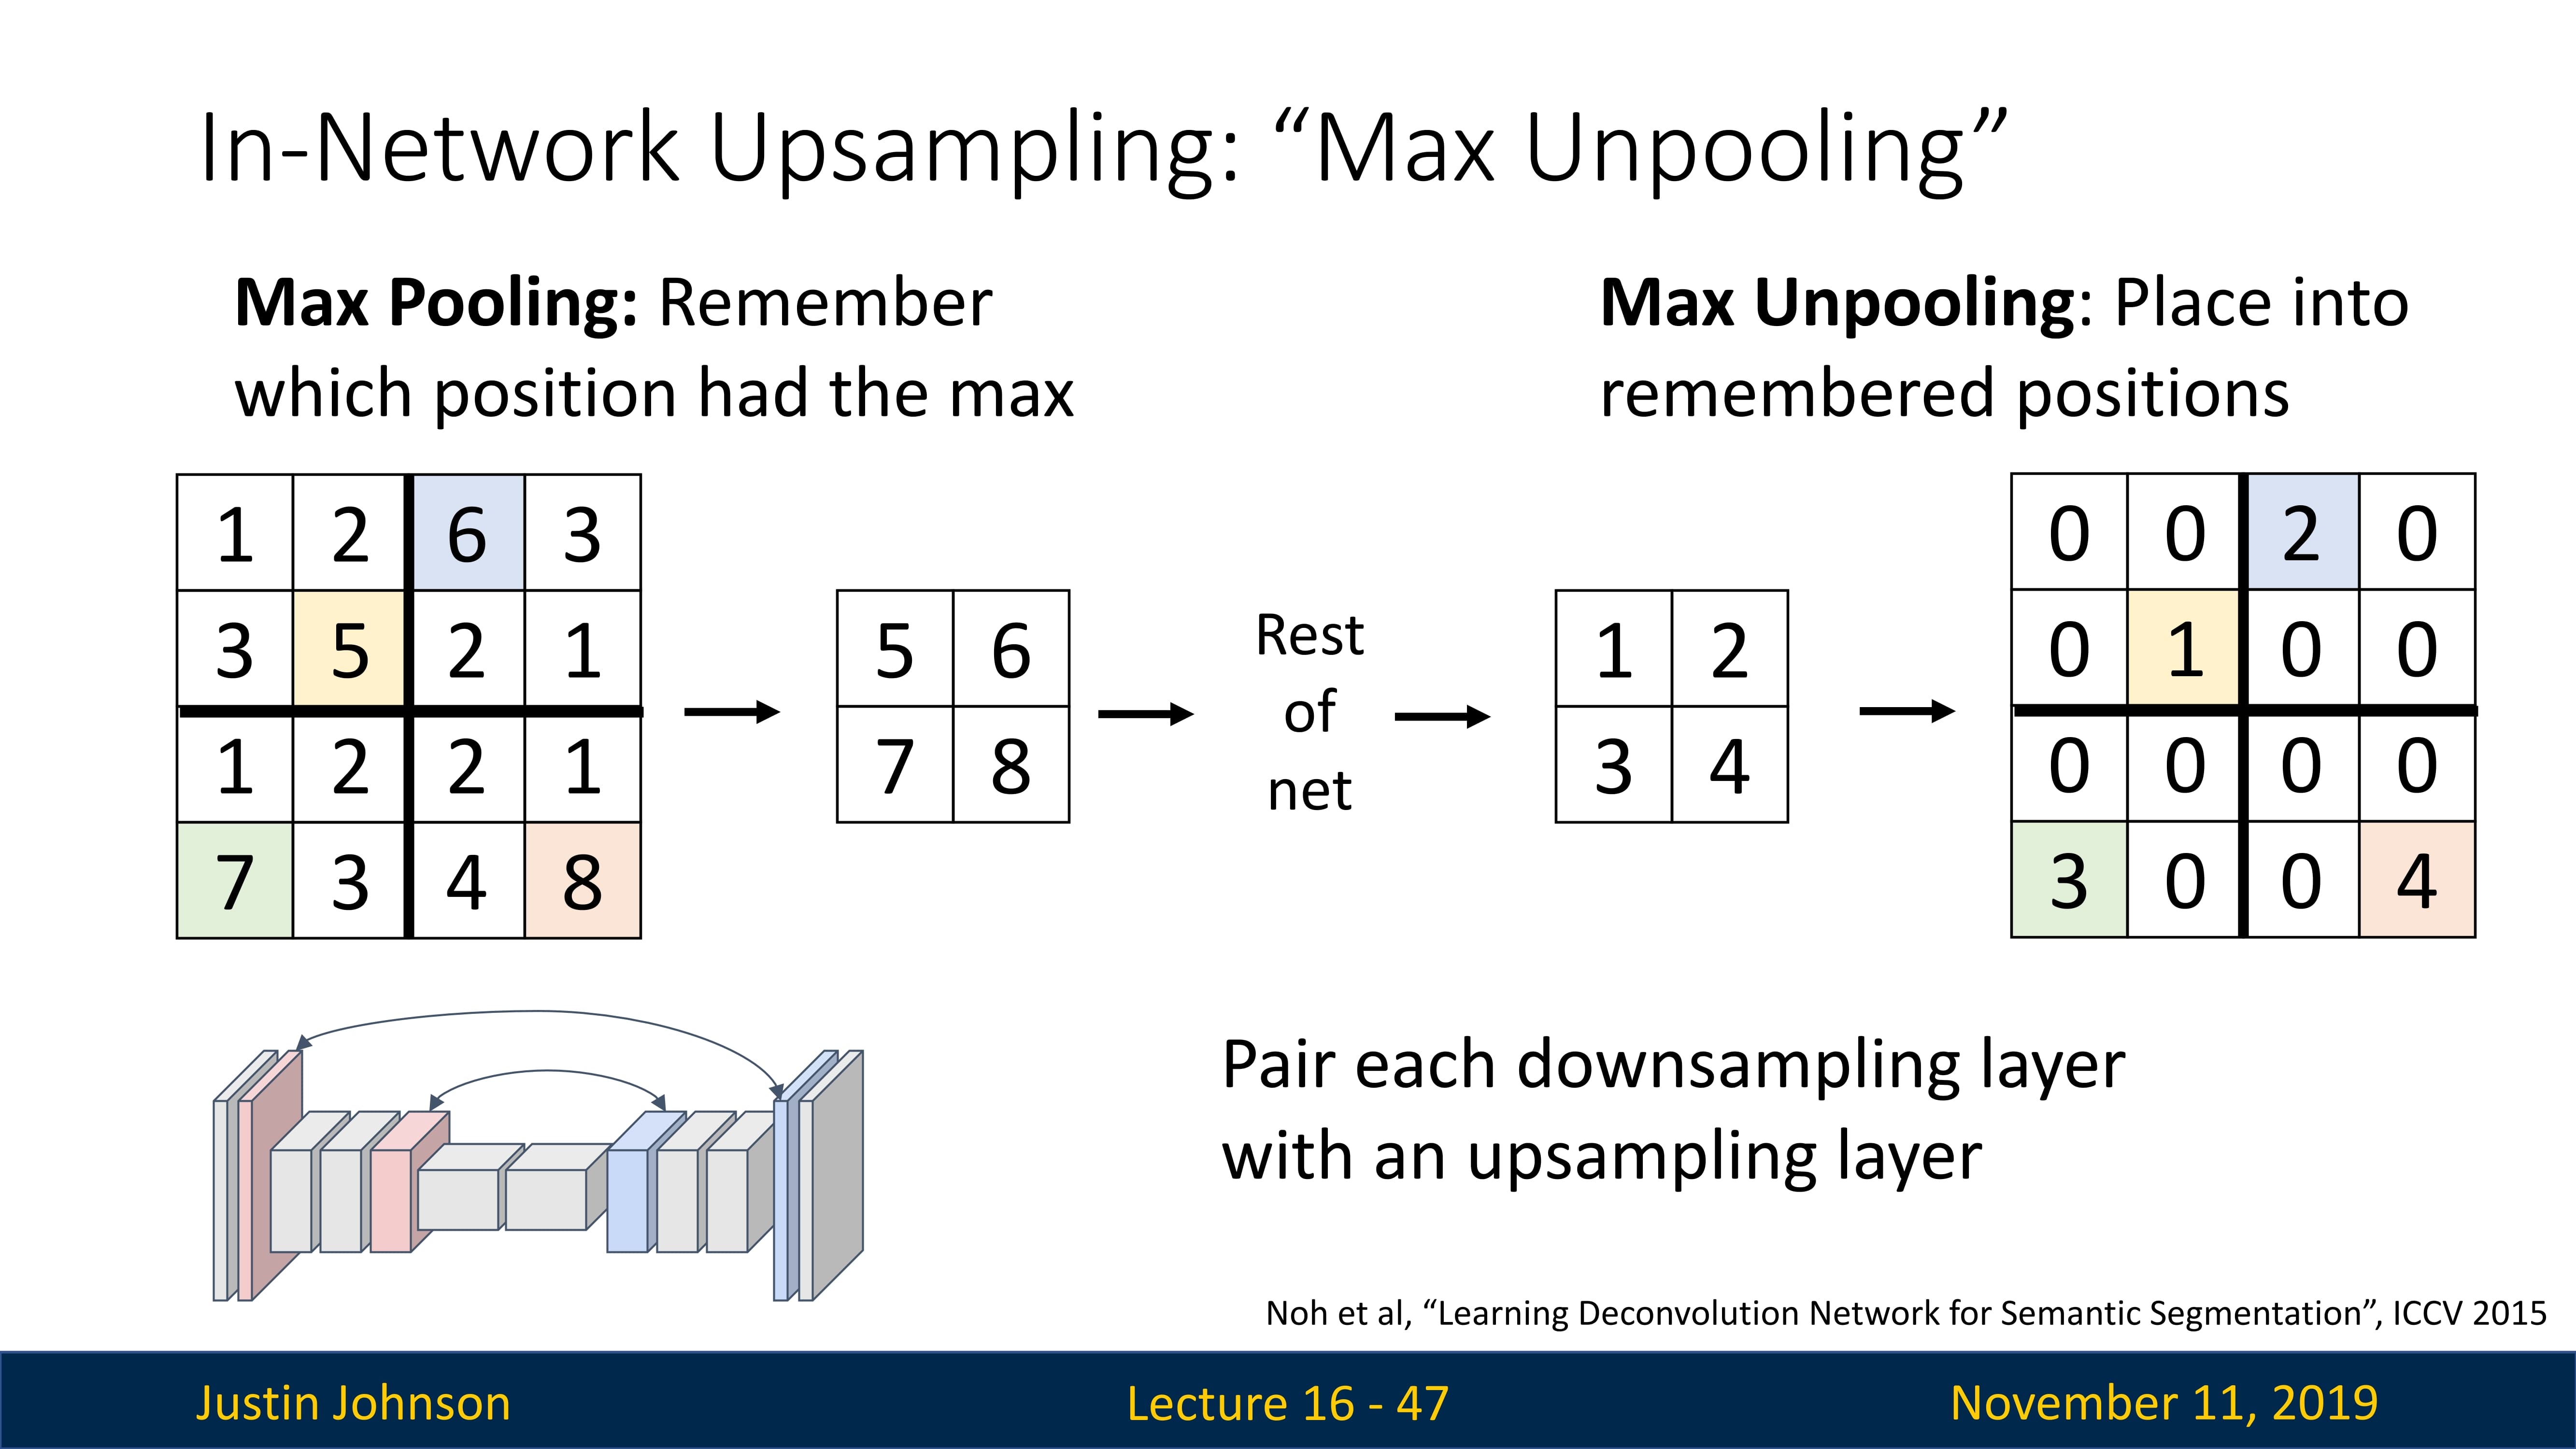 In-Network Upsampling: “Max Unpooling”
Max Pooling: Remember
which position had the max
Max Unpooling: Place into
remembered positions
1 2 6 3
3 5 2 1
1 2 2 1
7 3 4 8
5 6
7 8
Rest
of
net
1 2
3 4
0 0 2 0
0 1 0 0
0 0 0 0
3 0 0 4
Pair each downsampling layer
with an upsampling layer
Noh et al, “Learning Deconvolution Network for Semantic Segmentation”, ICCV 2015
Justin Johnson
Lecture 16 - 47
November 11, 2019